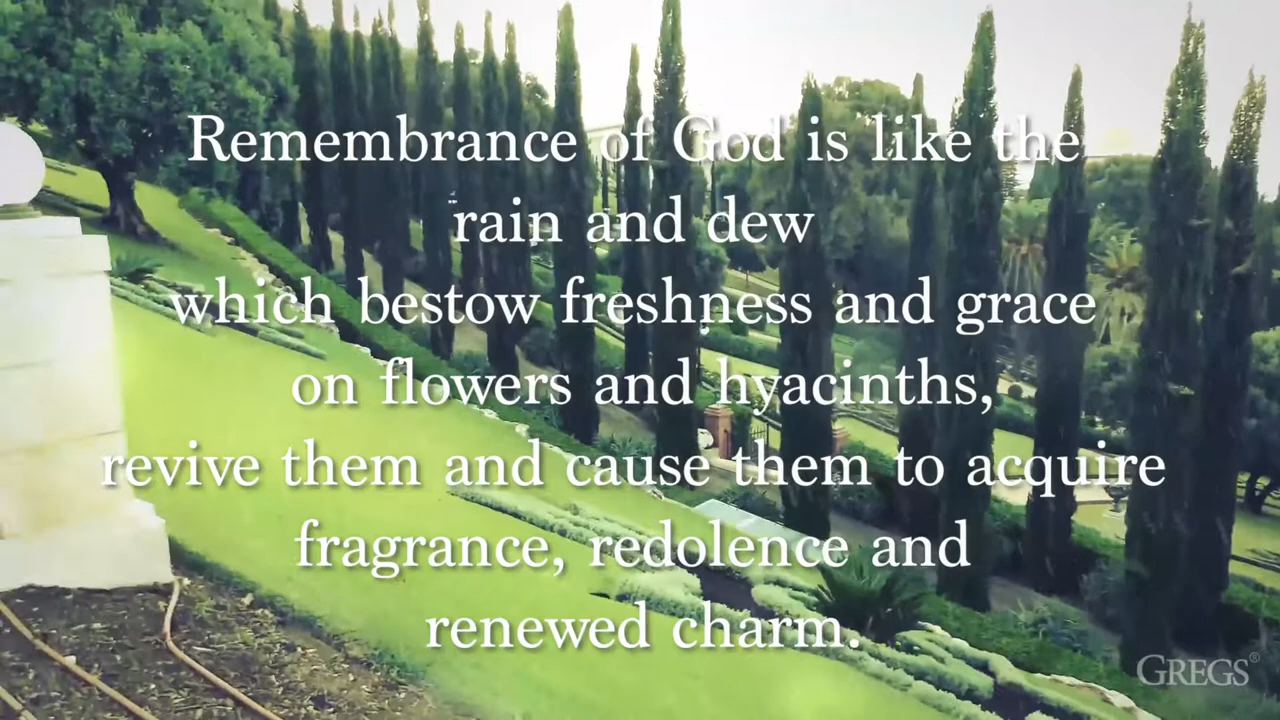 Remembrance of God is like the
rain and dew
which bestow freshness and grace
on flowers and hyacinths,
revive them and cause them to acquire
fragrance, redolence and
renewed charm.
GREGS®